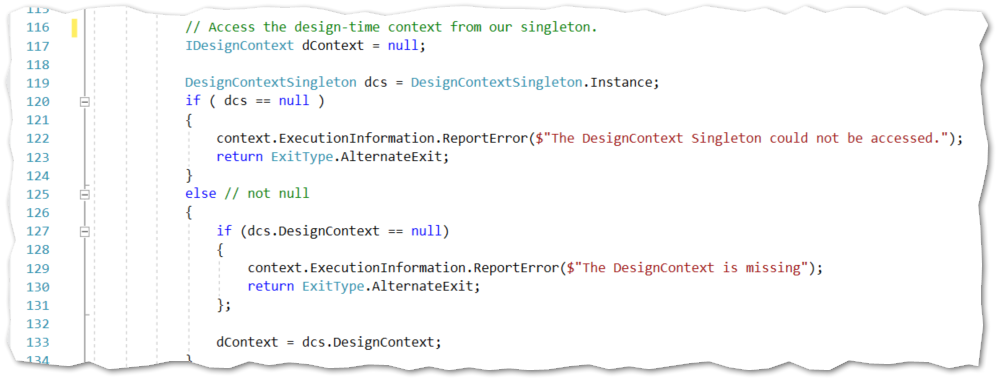 115
116 // Access the design-time context from our singleton.
117 IDesignContext dContext = null;
118
119 DesignContextSingleton dcs = DesignContextSingleton.Instance;
120 if ( dcs == null )
121 {
122 context.ExecutionInformation.ReportError($"The DesignContext Singleton could not be accessed.");
123 return ExitType.AlternateExit;
124 }
125 else // not null
126 {
127 if (dcs.DesignContext == null)
128 {
129 context.ExecutionInformation.ReportError($"The DesignContext is missing");
130 return ExitType.AlternateExit;
131 };
132
133 dContext = dcs.DesignContext;
134 }